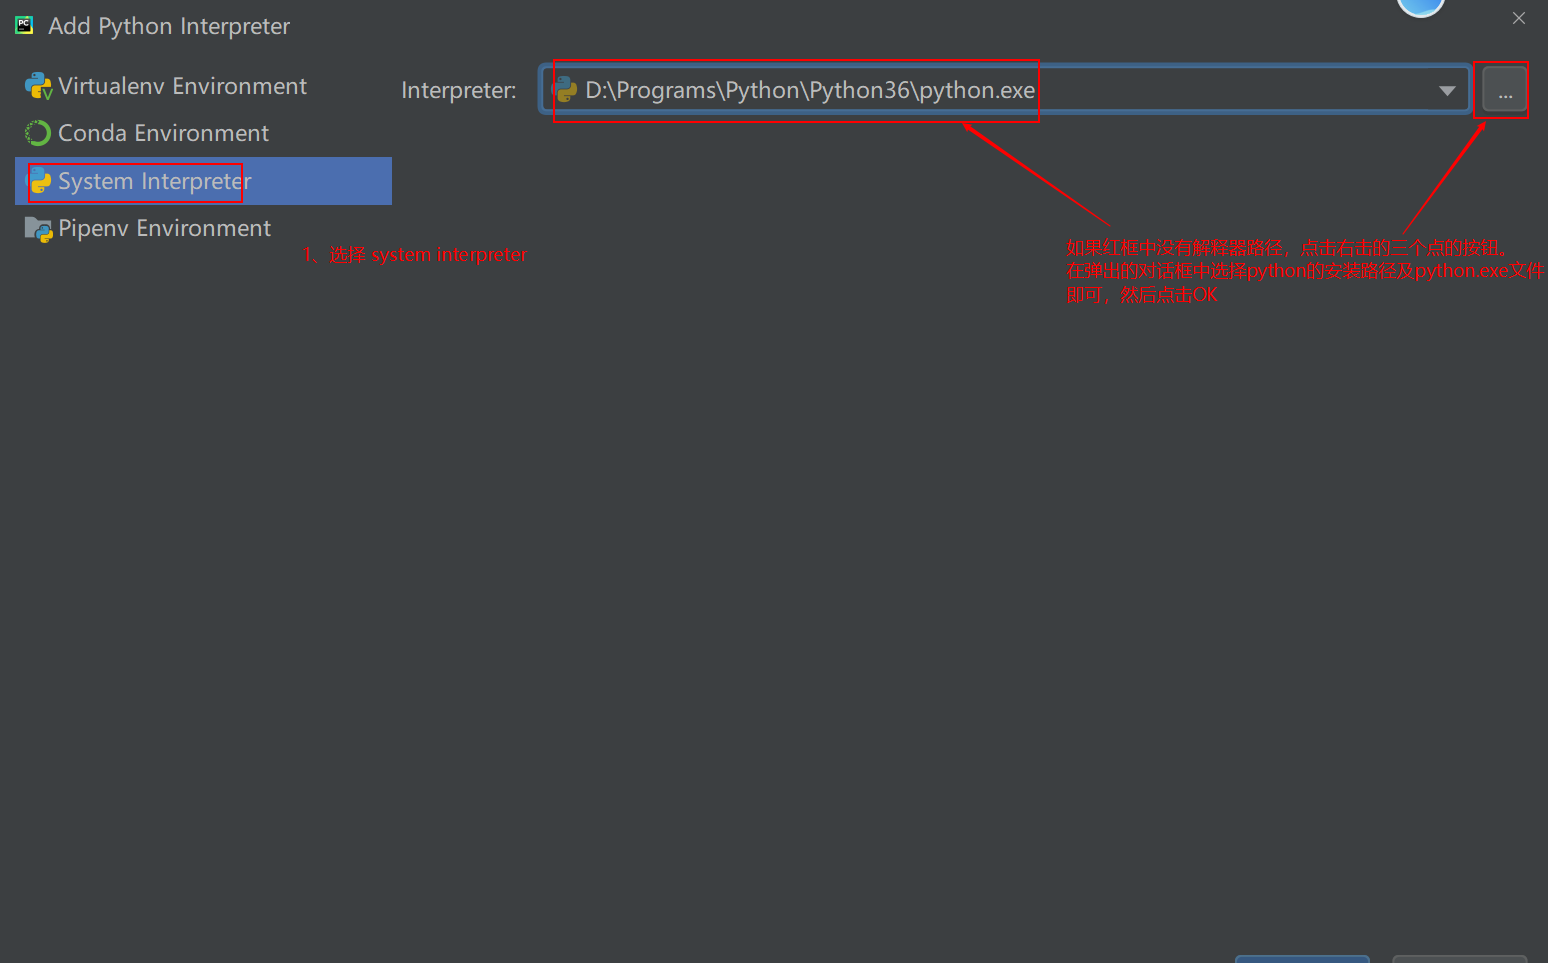 Add Python Interpreter
Virtualenv Environment
Conda Environment
System Interpreter
Pipenv Environment
Interpreter:
D:\Programs\Python\Python36\python.exe
...
1、选择 system interpreter
如果红框中没有解释器路径，点击右击的三个点的按钮。
在弹出的对话框中选择python的安装路径及python.exe文件
即可，然后点击OK